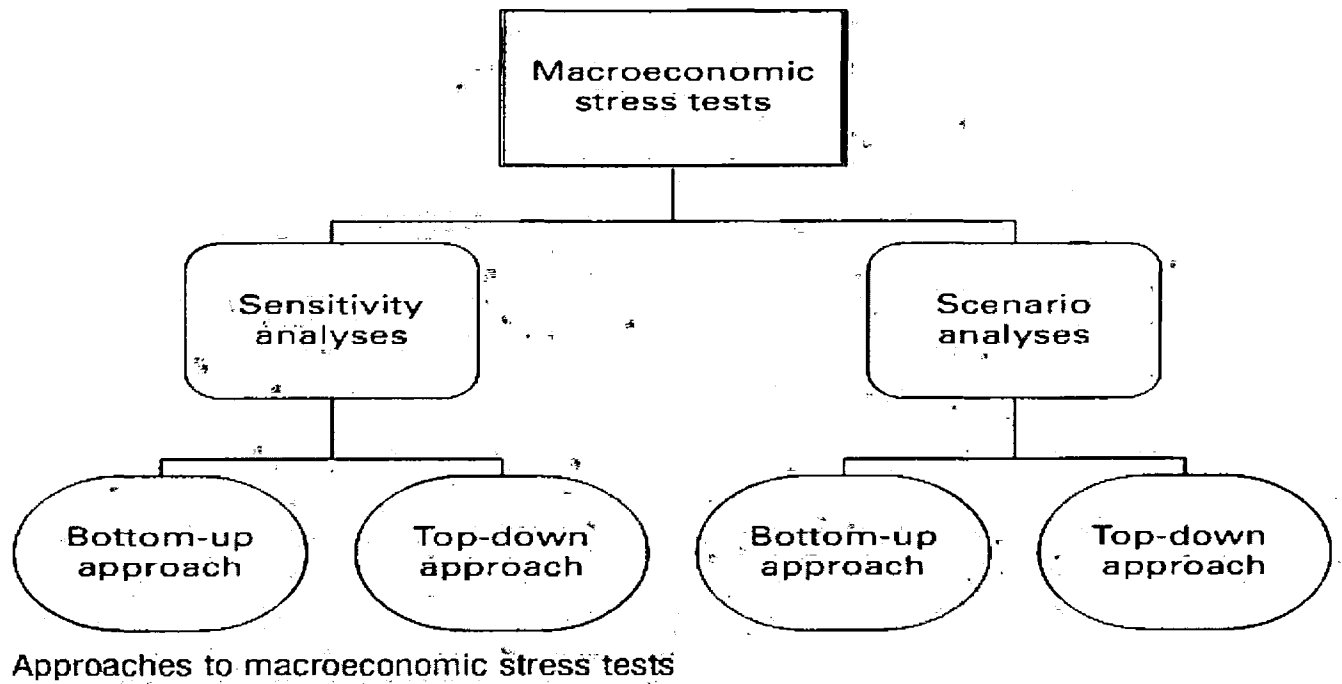 Macroeconomic
stress tests
Sensitivity
analyses
Scenario
analyses
Bottom-up
approach
Top-down
approach
Bottom-up
approach
Top-down
approach
Approaches to macroeconomic stress tests